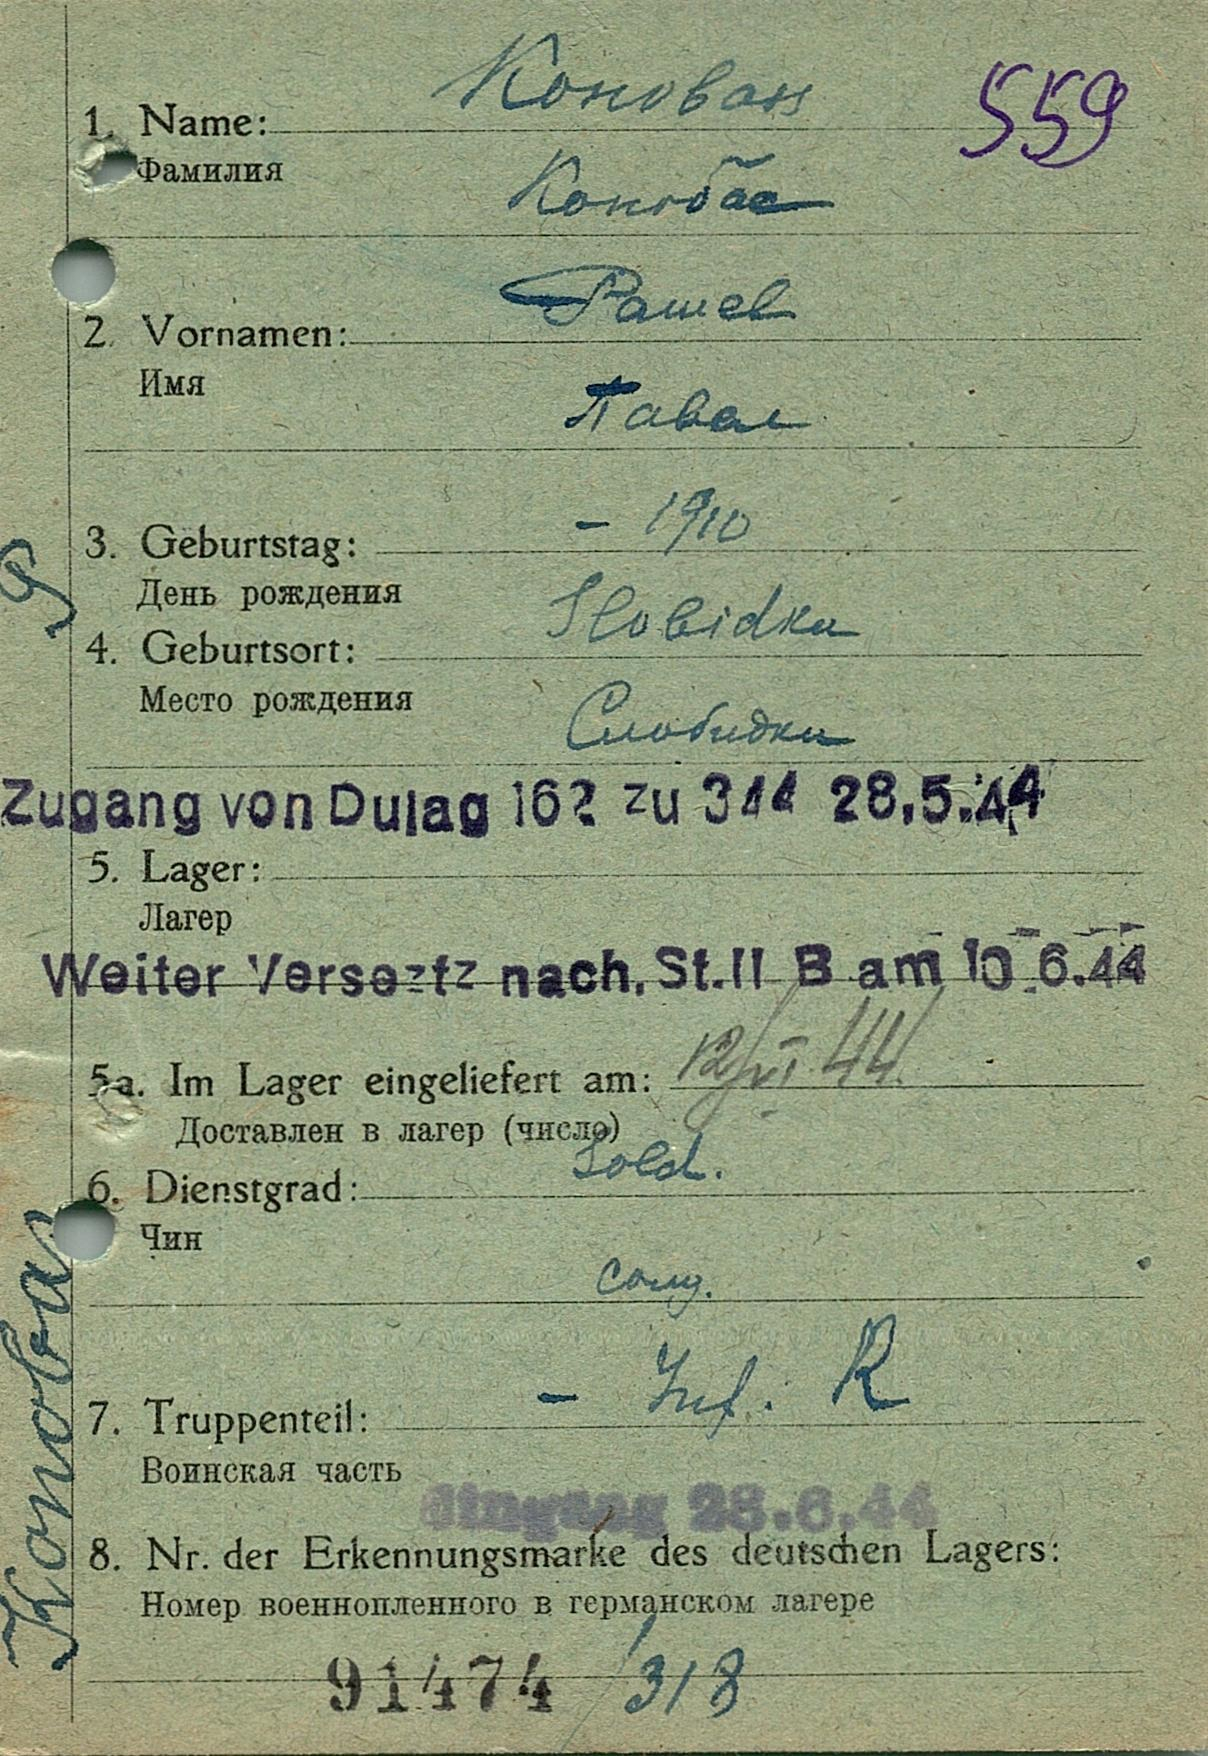 559
Конован
1. Name:
Фамилия
Конобас
2. Vornamen: Pawel
Имя
Павел
3. Geburtstag: – 1910
День рождения
4. Geburtsort: Slobidka
Место рождения
Слобидка
Zugang von Dulag 162 zu 344 28.5.44
5. Lager:
Лагер
Weiter Versetzt nach. St. II B am 10.6.44
5a. Im Lager eingeliefert am: 12/VI 44.
Доставлен в лагер (число)
6. Dienstgrad: Sold.
Чин
солд.
7. Truppenteil: – Inf. R
Воинская часть
Eingang 28.6.44
8. Nr. der Erkennungsmarke des deutschen Lagers:
Номер военнопленного в германском лагере
91474 /318
Konova